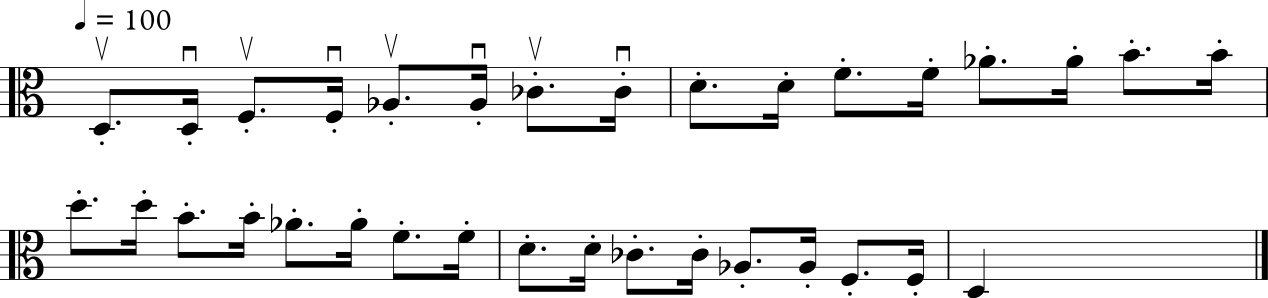 ♩ = 100